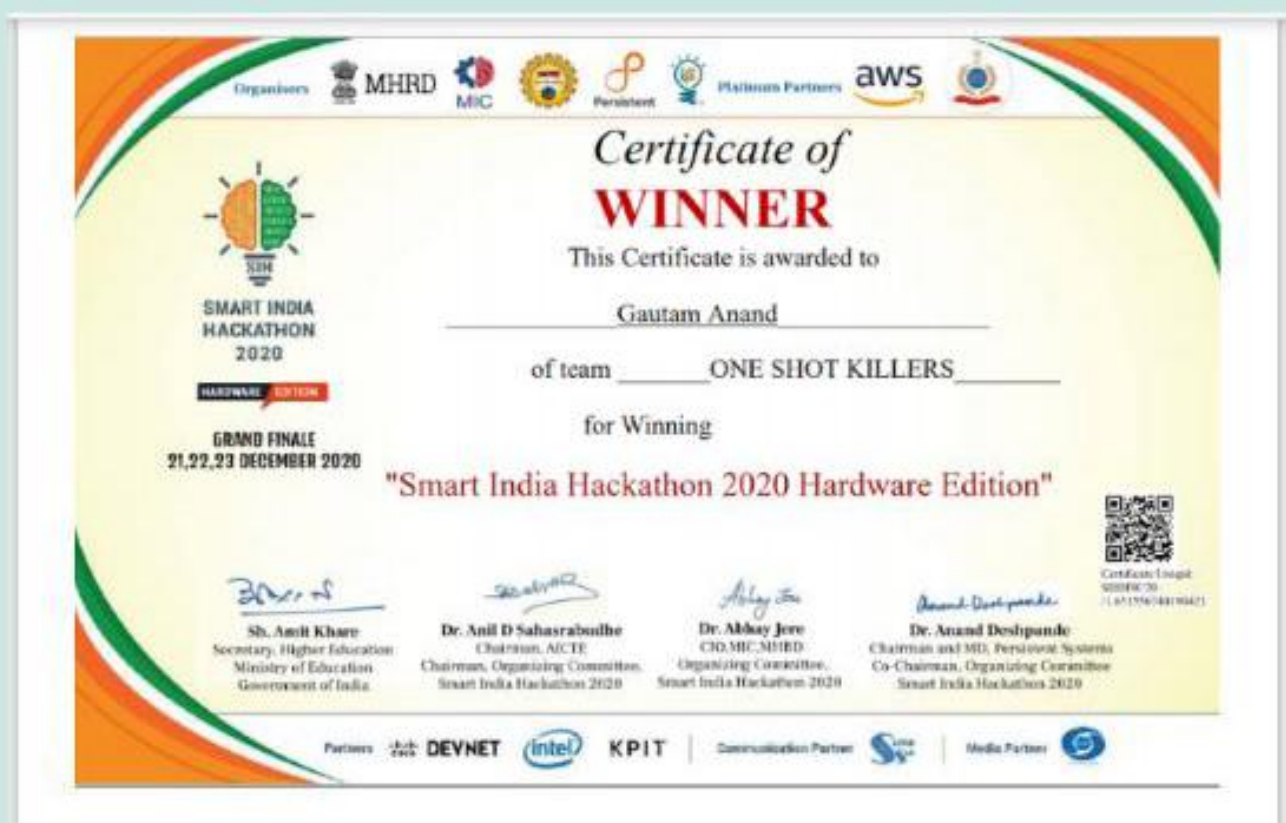 Organisers MHRD MIC Persistent Platinum Partners aws
Certificate of
WINNER
This Certificate is awarded to
Gautam Anand
of team ONE SHOT KILLERS
for Winning
"Smart India Hackathon 2020 Hardware Edition"
SIH
SMART INDIA
HACKATHON
2020
HARDWARE EDITION
GRAND FINALE
21,22,23 DECEMBER 2020
Sh. Amit Khare
Secretary, Higher Education
Ministry of Education
Government of India
Dr. Anil D Sahasrabudhe
Chairman, AICTE
Chairman, Organizing Committee,
Smart India Hackathon 2020
Abhay Jere
Dr. Abhay Jere
CIO, MIC, MHRD
Organizing Committee,
Smart India Hackathon 2020
Anand Deshpande
Dr. Anand Deshpande
Chairman and MD, Persistent Systems
Co-Chairman, Organizing Committee
Smart India Hackathon 2020
Partners DEVNET intel KPIT Communication Partner Media Partner